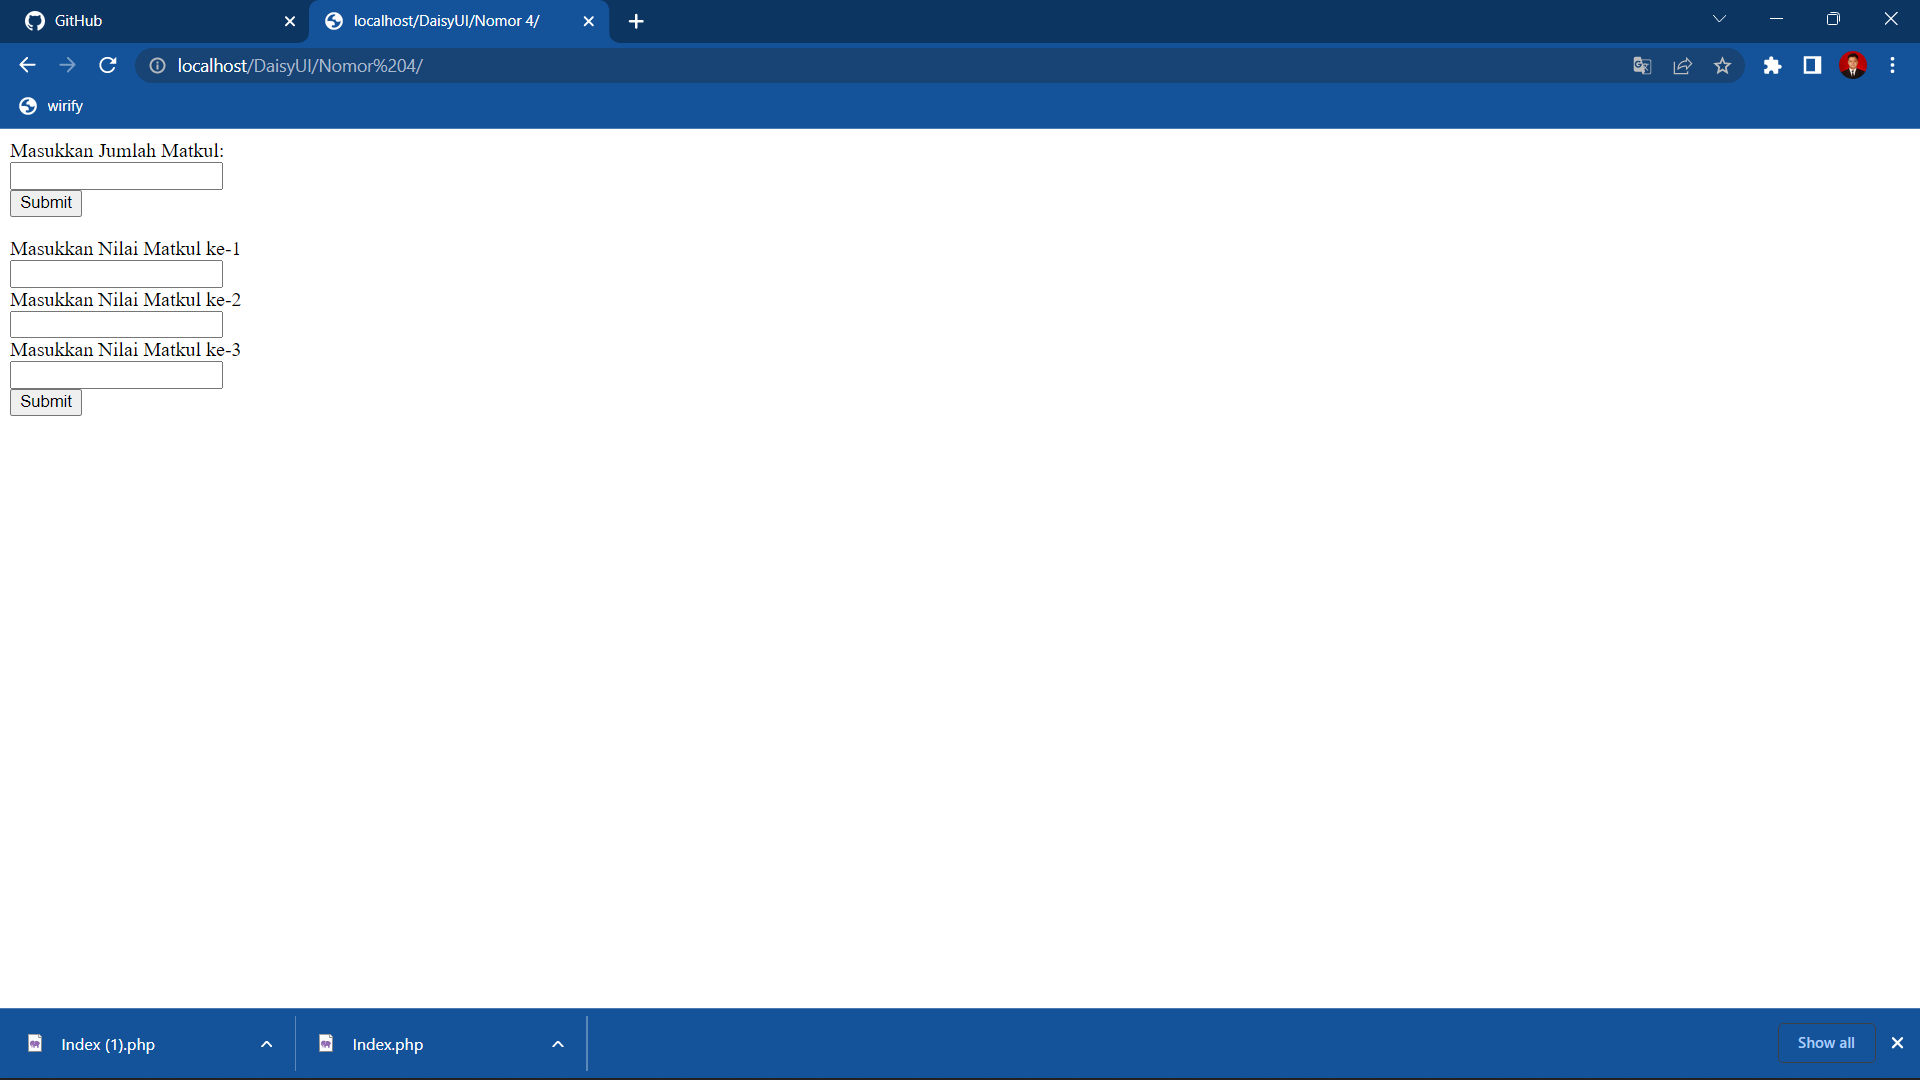 GitHub
localhost/DaisyUI/Nomor 4/
localhost/DaisyUI/Nomor%204/
wirify
Masukkan Jumlah Matkul:
Submit
Masukkan Nilai Matkul ke-1
Masukkan Nilai Matkul ke-2
Masukkan Nilai Matkul ke-3
Submit
Index (1).php
Index.php
Show all